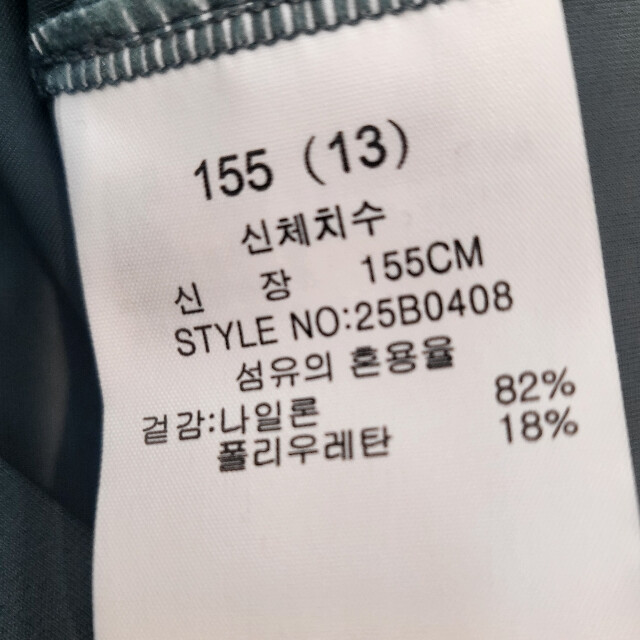 155 (13)
신체치수
신 장 155CM
STYLE NO:25B0408
섬유의 혼용율
겉감:나일론 82%
폴리우레탄 18%